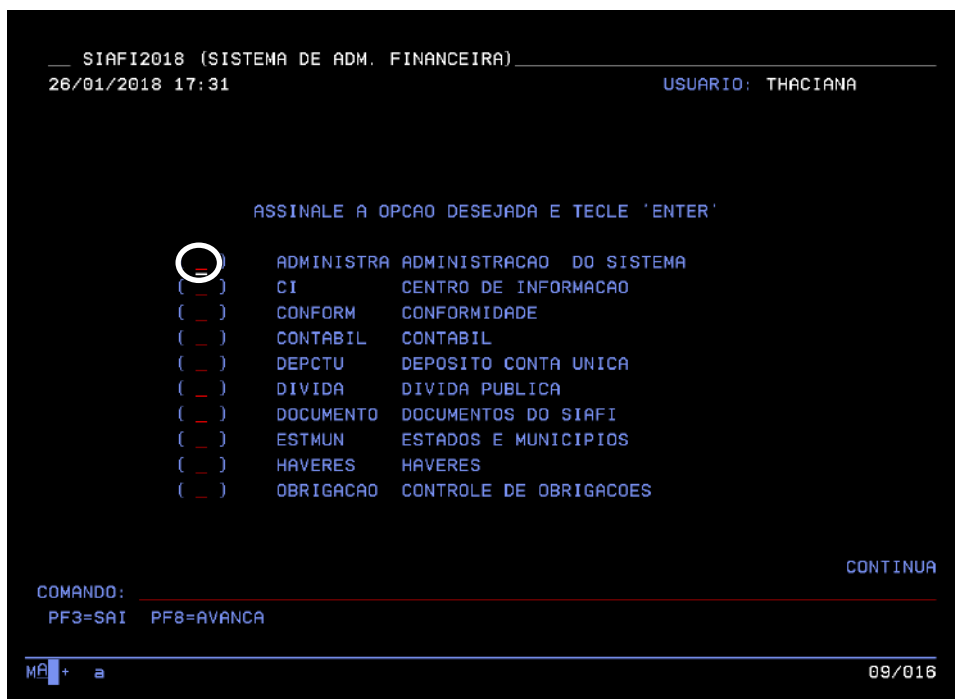 __ SIAFI2018 (SISTEMA DE ADM. FINANCEIRA)
26/01/2018 17:31 USUARIO: THACIANA
ASSINALE A OPCAO DESEJADA E TECLE 'ENTER'
_ ) ADMINISTRA ADMINISTRACAO DO SISTEMA
( _ ) CI CENTRO DE INFORMACAO
( _ ) CONFORM CONFORMIDADE
( _ ) CONTABIL CONTABIL
( _ ) DEPCTU DEPOSITO CONTA UNICA
( _ ) DIVIDA DIVIDA PUBLICA
( _ ) DOCUMENTO DOCUMENTOS DO SIAFI
( _ ) ESTMUN ESTADOS E MUNICIPIOS
( _ ) HAVERES HAVERES
( _ ) OBRIGACAO CONTROLE DE OBRIGACOES
CONTINUA
COMANDO:
PF3=SAI PF8=AVANCA
MA + a 09/016